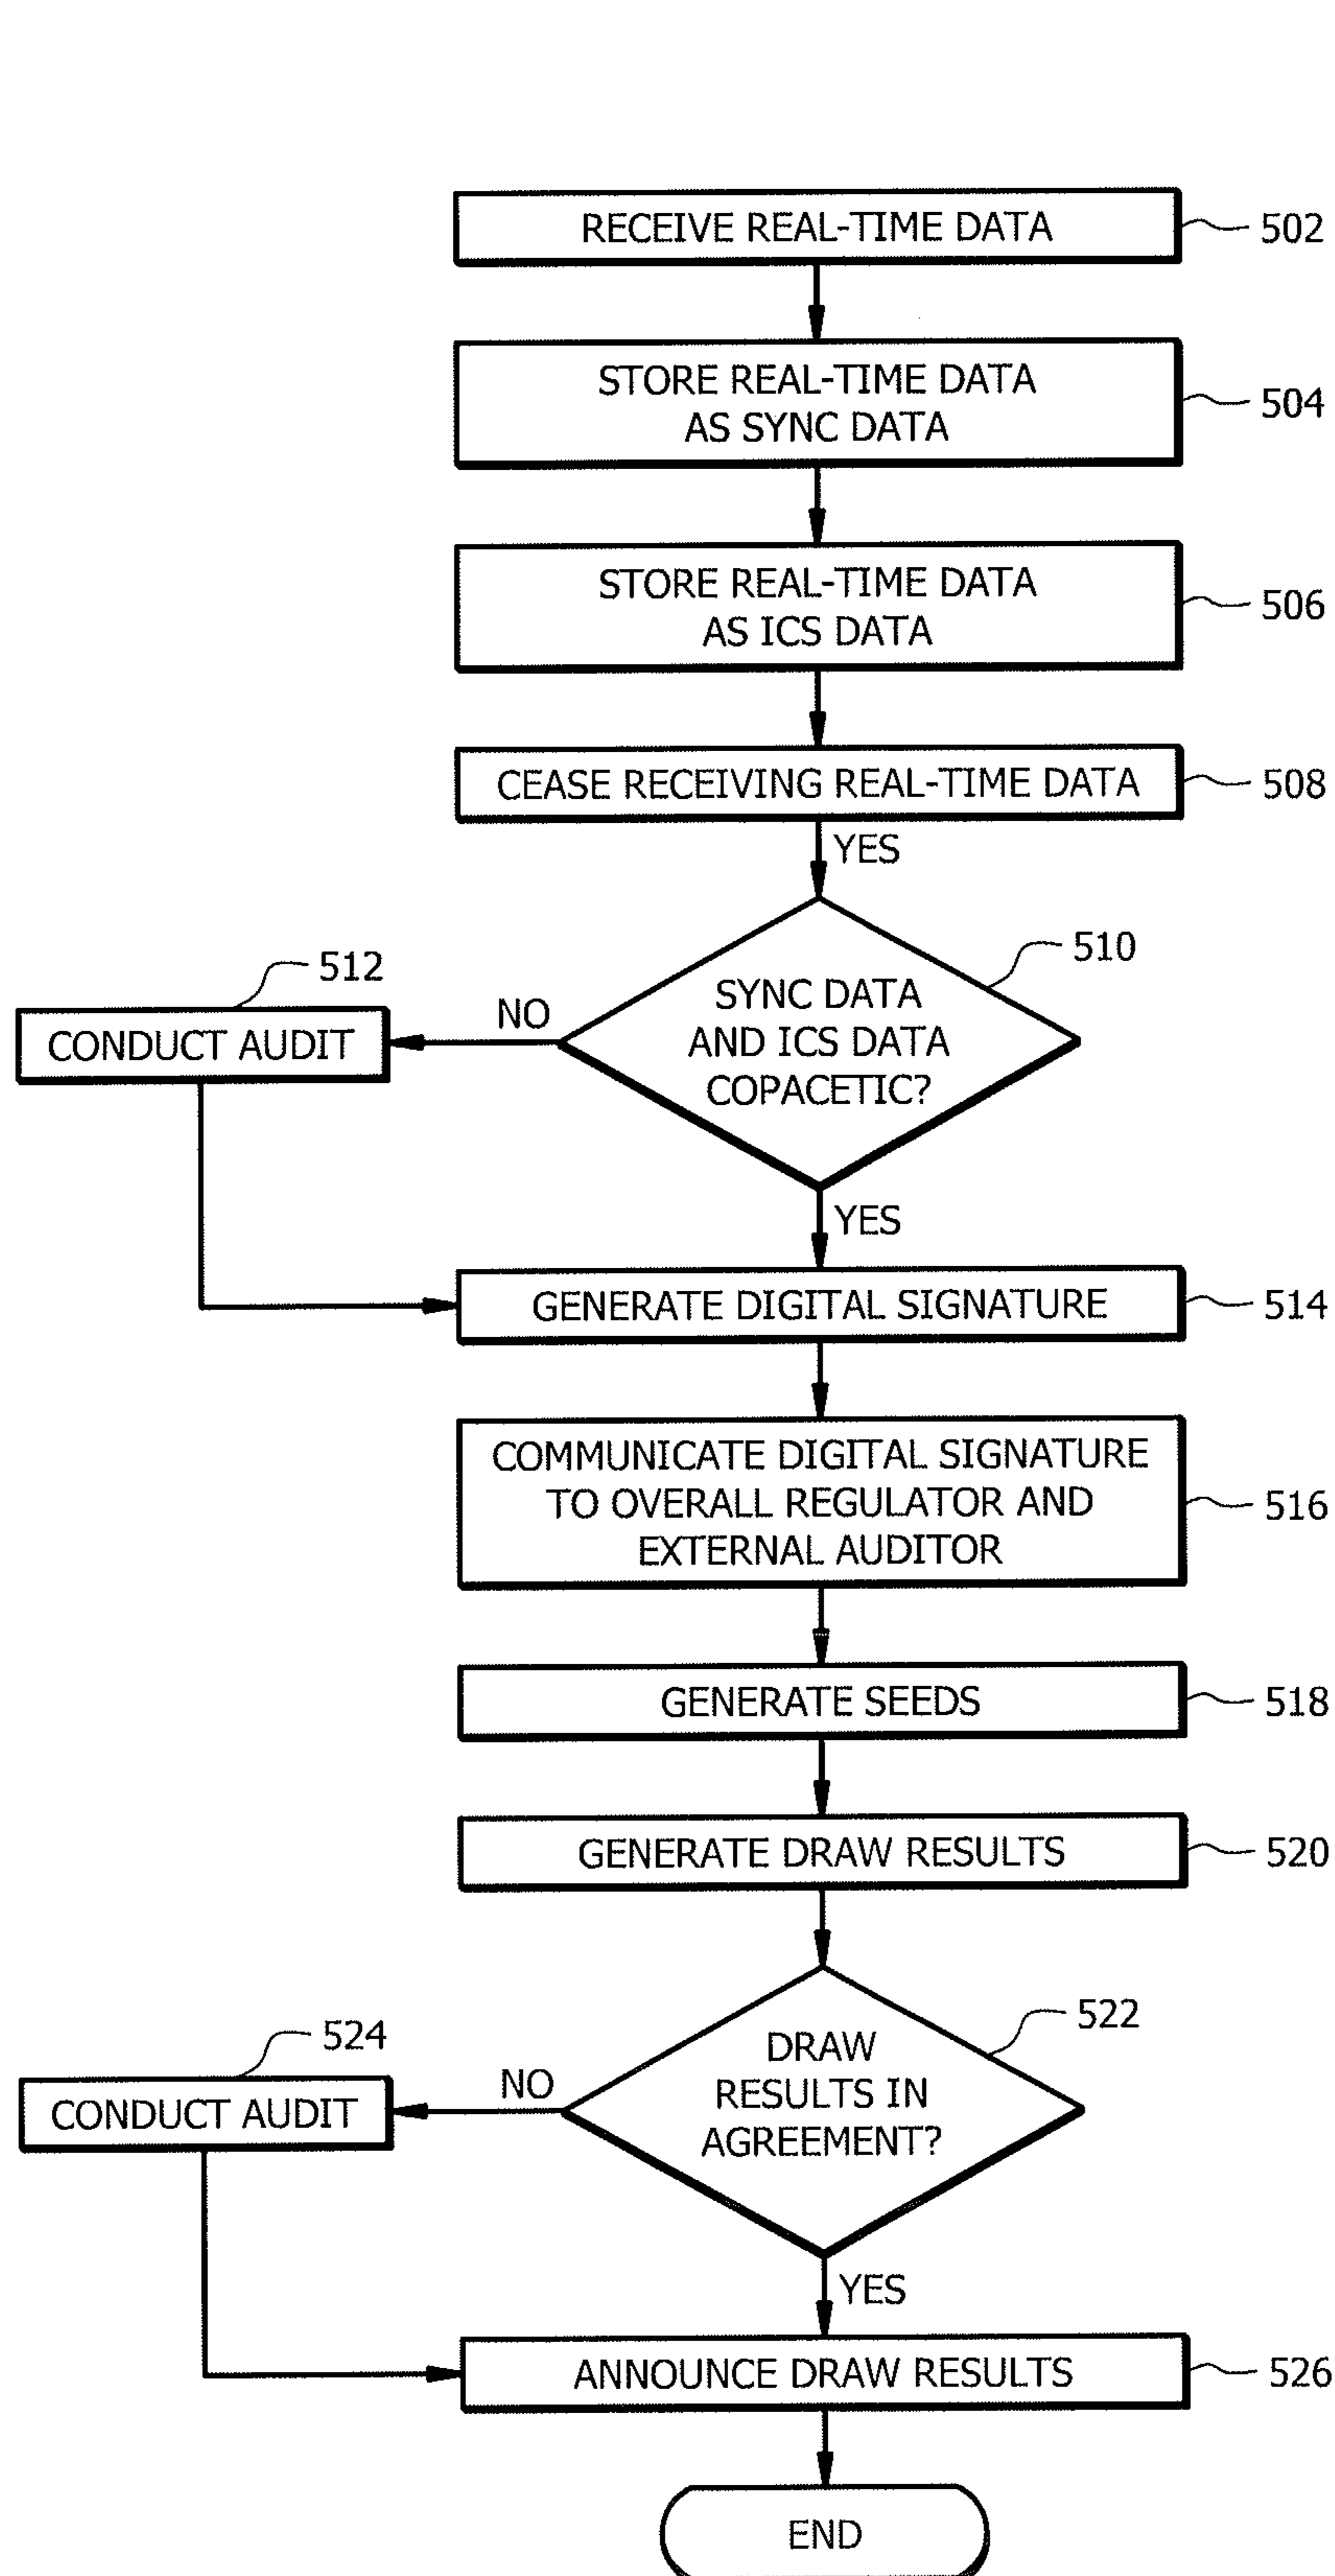 RECEIVE REAL-TIME DATA
502
STORE REAL-TIME DATA
AS SYNC DATA
504
STORE REAL-TIME DATA
AS ICS DATA
506
CEASE RECEIVING REAL-TIME DATA
508
YES
510
SYNC DATA
AND ICS DATA
COPACETIC?
NO
512
CONDUCT AUDIT
YES
GENERATE DIGITAL SIGNATURE
514
COMMUNICATE DIGITAL SIGNATURE
TO OVERALL REGULATOR AND
EXTERNAL AUDITOR
516
GENERATE SEEDS
518
GENERATE DRAW RESULTS
520
522
DRAW
RESULTS IN
AGREEMENT?
NO
524
CONDUCT AUDIT
YES
ANNOUNCE DRAW RESULTS
526
END